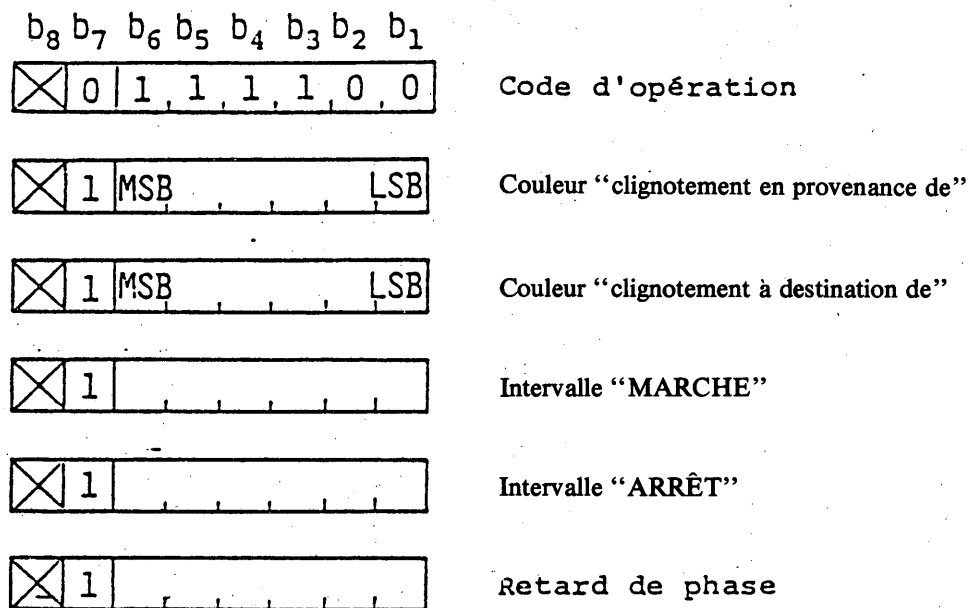 b8 b7 b6 b5 b4 b3 b2 b1
0 1 1 1 1 0 0 Code d'opération
1 MSB LSB Couleur “clignotement en provenance de”
1 MSB LSB Couleur “clignotement à destination de”
1 Intervalle “MARCHE”
1 Intervalle “ARRÊT”
1 Retard de phase